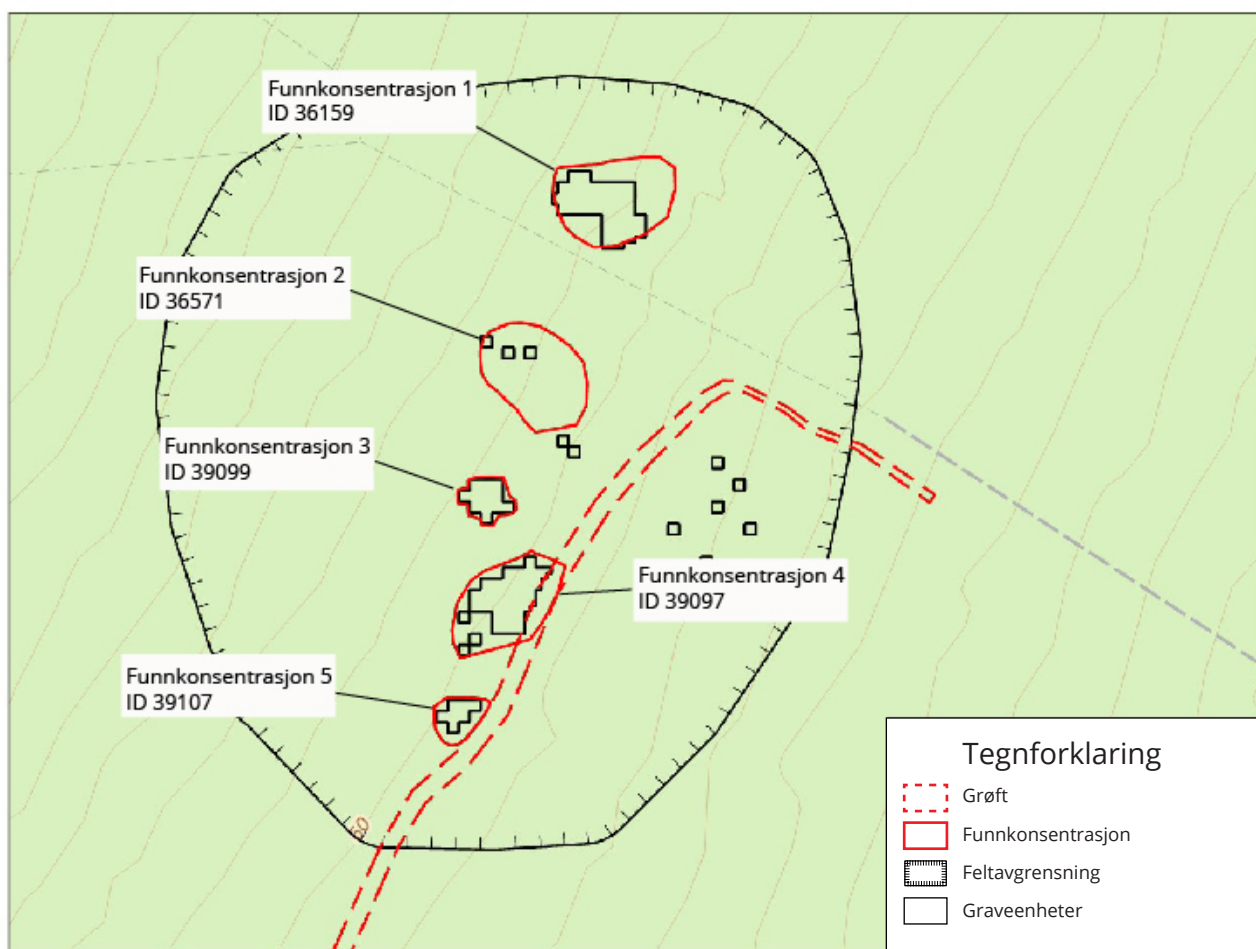 Funnkonsentrasjon 1
ID 36159
Funnkonsentrasjon 2
ID 36571
Funnkonsentrasjon 3
ID 39099
Funnkonsentrasjon 4
ID 39097
Funnkonsentrasjon 5
ID 39107
Tegnforklaring
Grøft
Funnkonsentrasjon
Feltavgrensning
Graveenheter